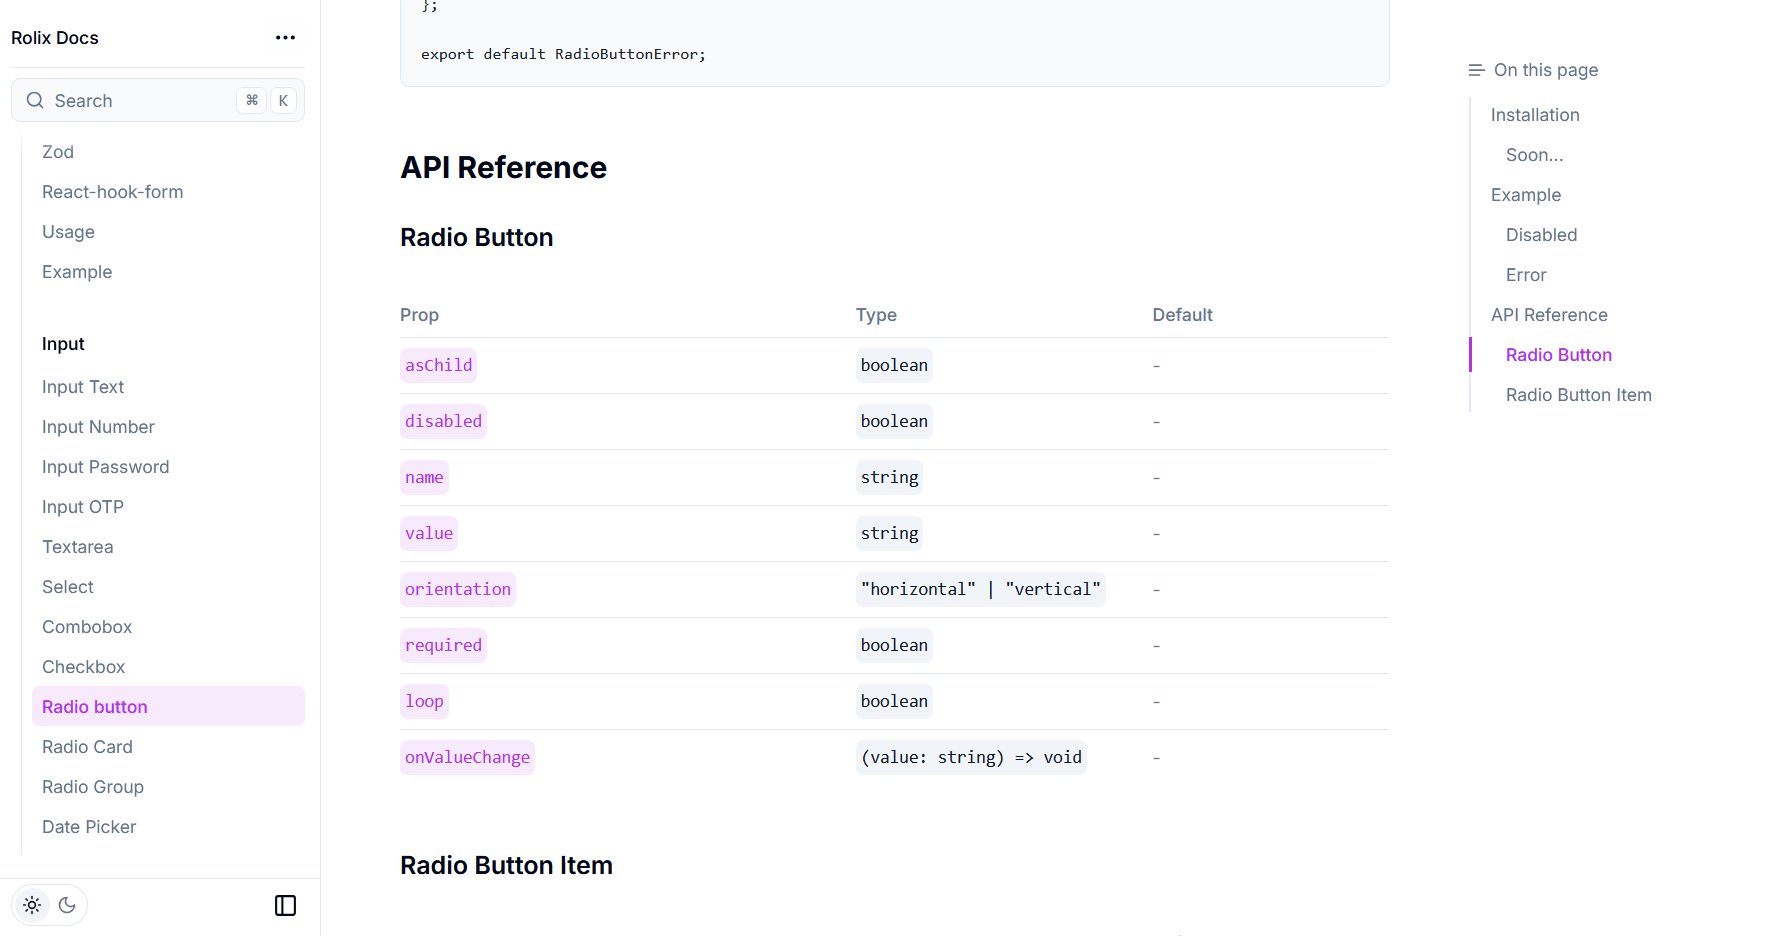 Rolix Docs
Search
⌘ K
Zod
React-hook-form
Usage
Example
Input
Input Text
Input Number
Input Password
Input OTP
Textarea
Select
Combobox
Checkbox
Radio button
Radio Card
Radio Group
Date Picker
};
export default RadioButtonError;
API Reference
Radio Button
Prop Type Default
asChild boolean -
disabled boolean -
name string -
value string -
orientation "horizontal" | "vertical" -
required boolean -
loop boolean -
onValueChange (value: string) => void -
Radio Button Item
On this page
Installation
Soon...
Example
Disabled
Error
API Reference
Radio Button
Radio Button Item